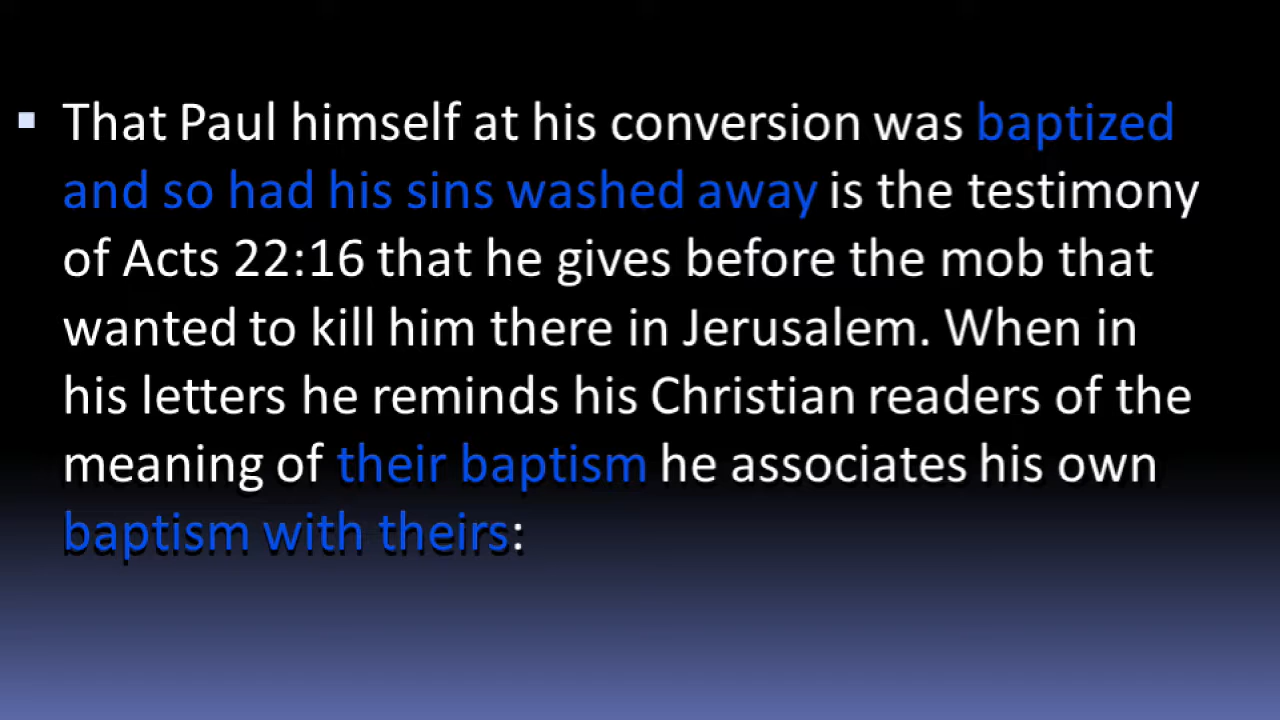 ▪ That Paul himself at his conversion was baptized
and so had his sins washed away is the testimony
of Acts 22:16 that he gives before the mob that
wanted to kill him there in Jerusalem. When in
his letters he reminds his Christian readers of the
meaning of their baptism he associates his own
baptism with theirs: